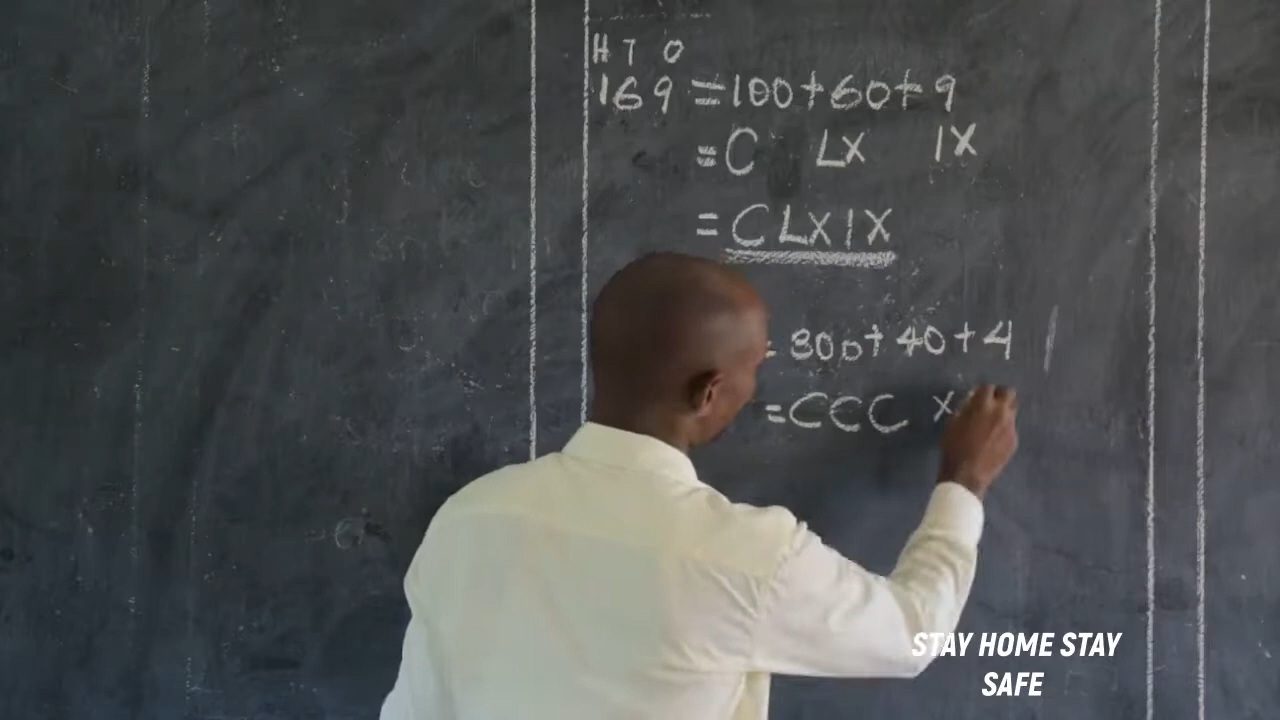 H T O
169 = 100 + 60 + 9
= C LX IX
= CLXIX
= 300 + 40 + 4
= CCC X
STAY HOME STAY
SAFE